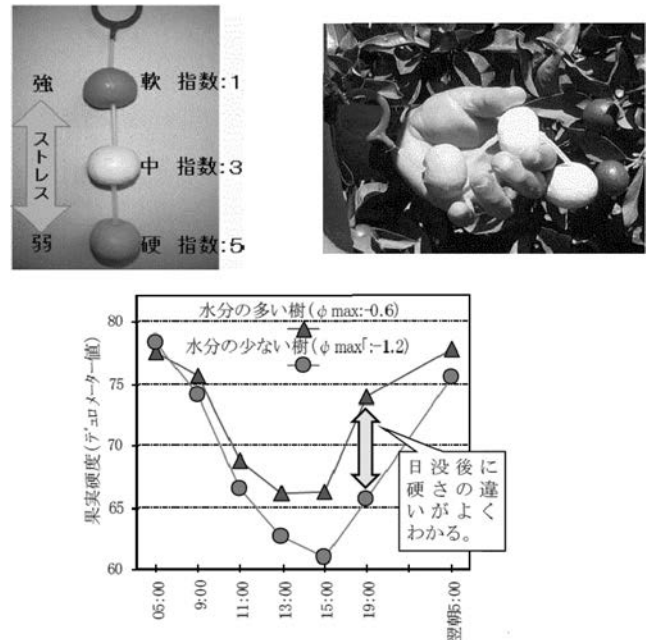 強
軟 指数:1
ストレス
中 指数:3
弱
硬 指数:5
水分の多い樹(φmax:-0.6)
水分の少ない樹(φmax｢:-1.2)
果実硬度(デュロメーター値)
80
75
70
65
60
日没後に
硬さの違
いがよく
わかる。
05:00
9:00
11:00
13:00
15:00
19:00
翌朝5:00